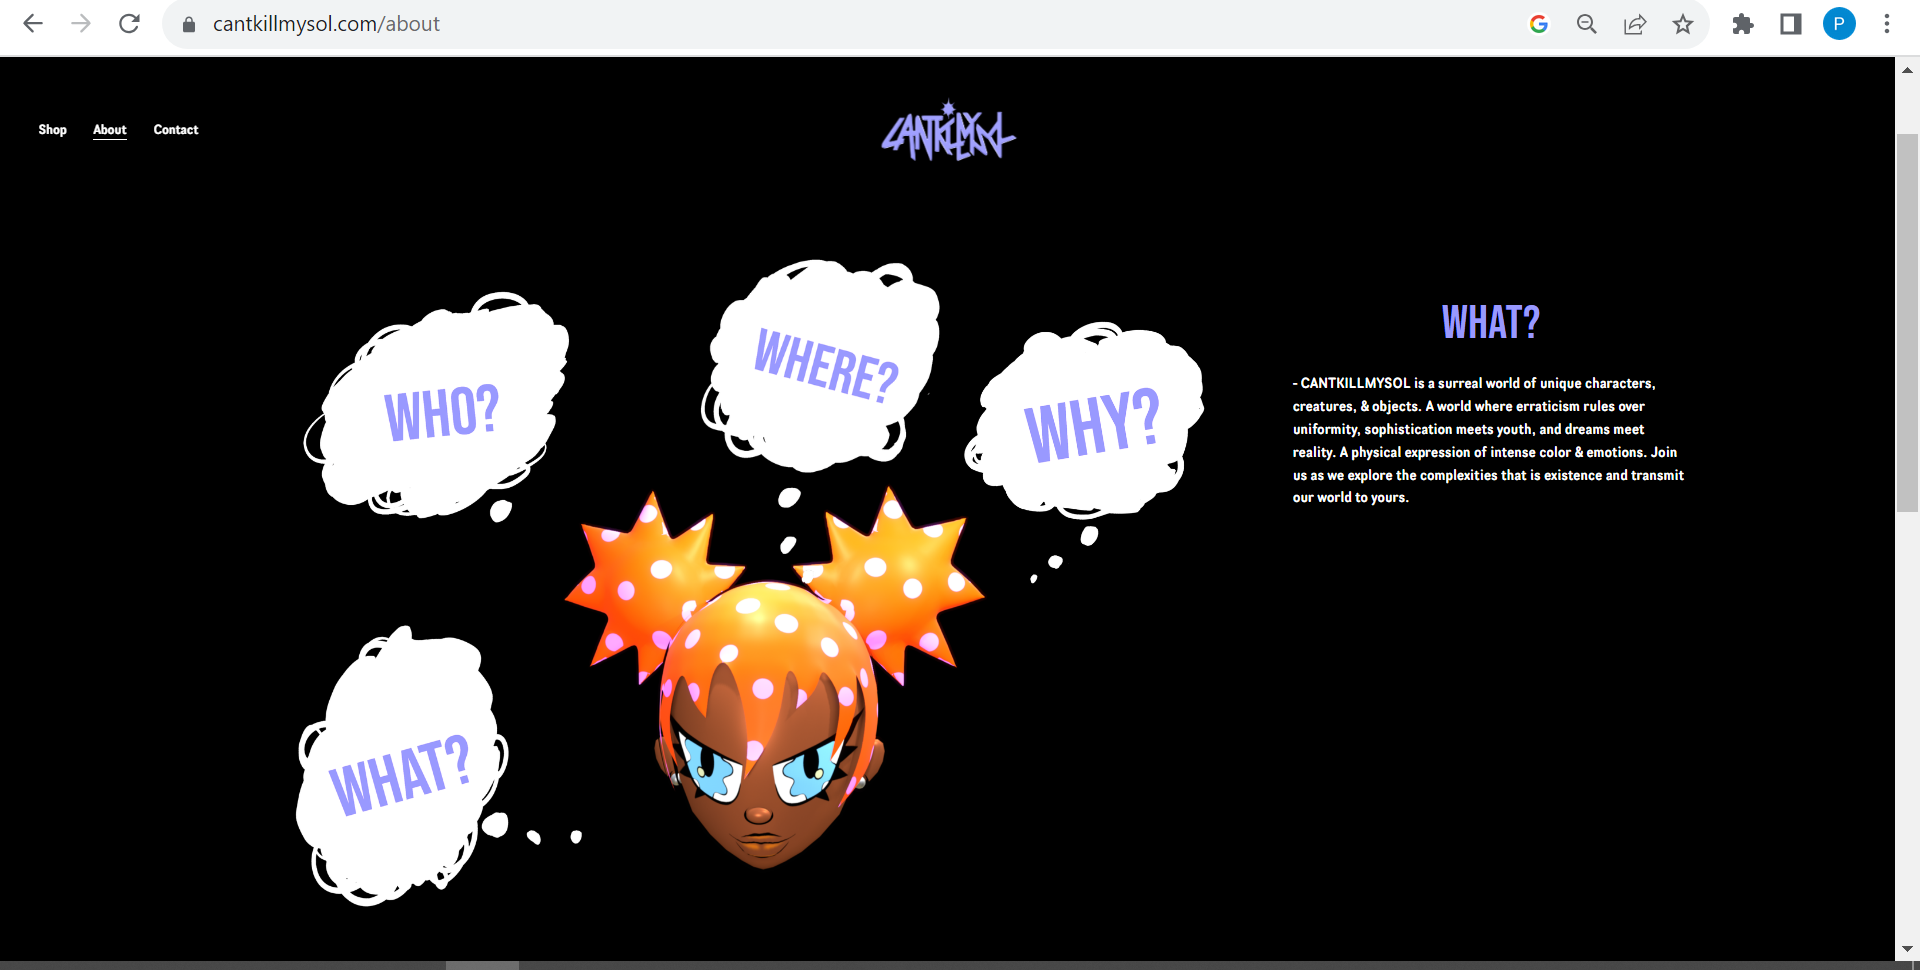 cantkillmysol.com/about
P
Shop About Contact
CANTKILLMYSOL
WHO?
WHERE?
WHY?
WHAT?
WHAT?
- CANTKILLMYSOL is a surreal world of unique characters,
creatures, & objects. A world where erraticism rules over
uniformity, sophistication meets youth, and dreams meet
reality. A physical expression of intense color & emotions. Join
us as we explore the complexities that is existence and transmit
our world to yours.